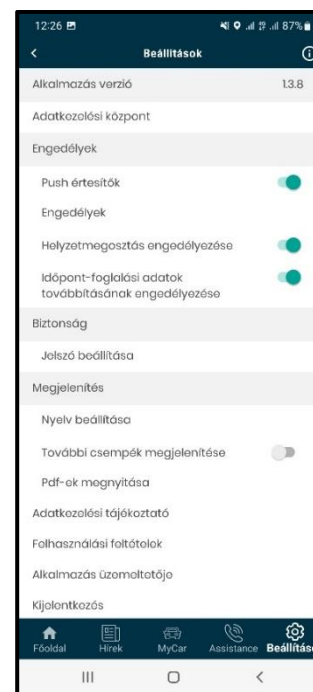 12:26 87%
Beállítások
Alkalmazás verzió 1.3.8
Adatkezelési központ
Engedélyek
Push értesítők
Engedélyek
Helyzetmegosztás engedélyezése
Időpont-foglalási adatok
továbbításának engedélyezése
Biztonság
Jelszó beállítása
Megjelenítés
Nyelv beállítása
További csempék megjelenítése
Pdf-ek megnyitása
Adatkezelési tájékoztató
Felhasználási feltételek
Alkalmazás üzemeltetője
Kijelentkezés
Főoldal Hírek MyCar Assistance Beállítás